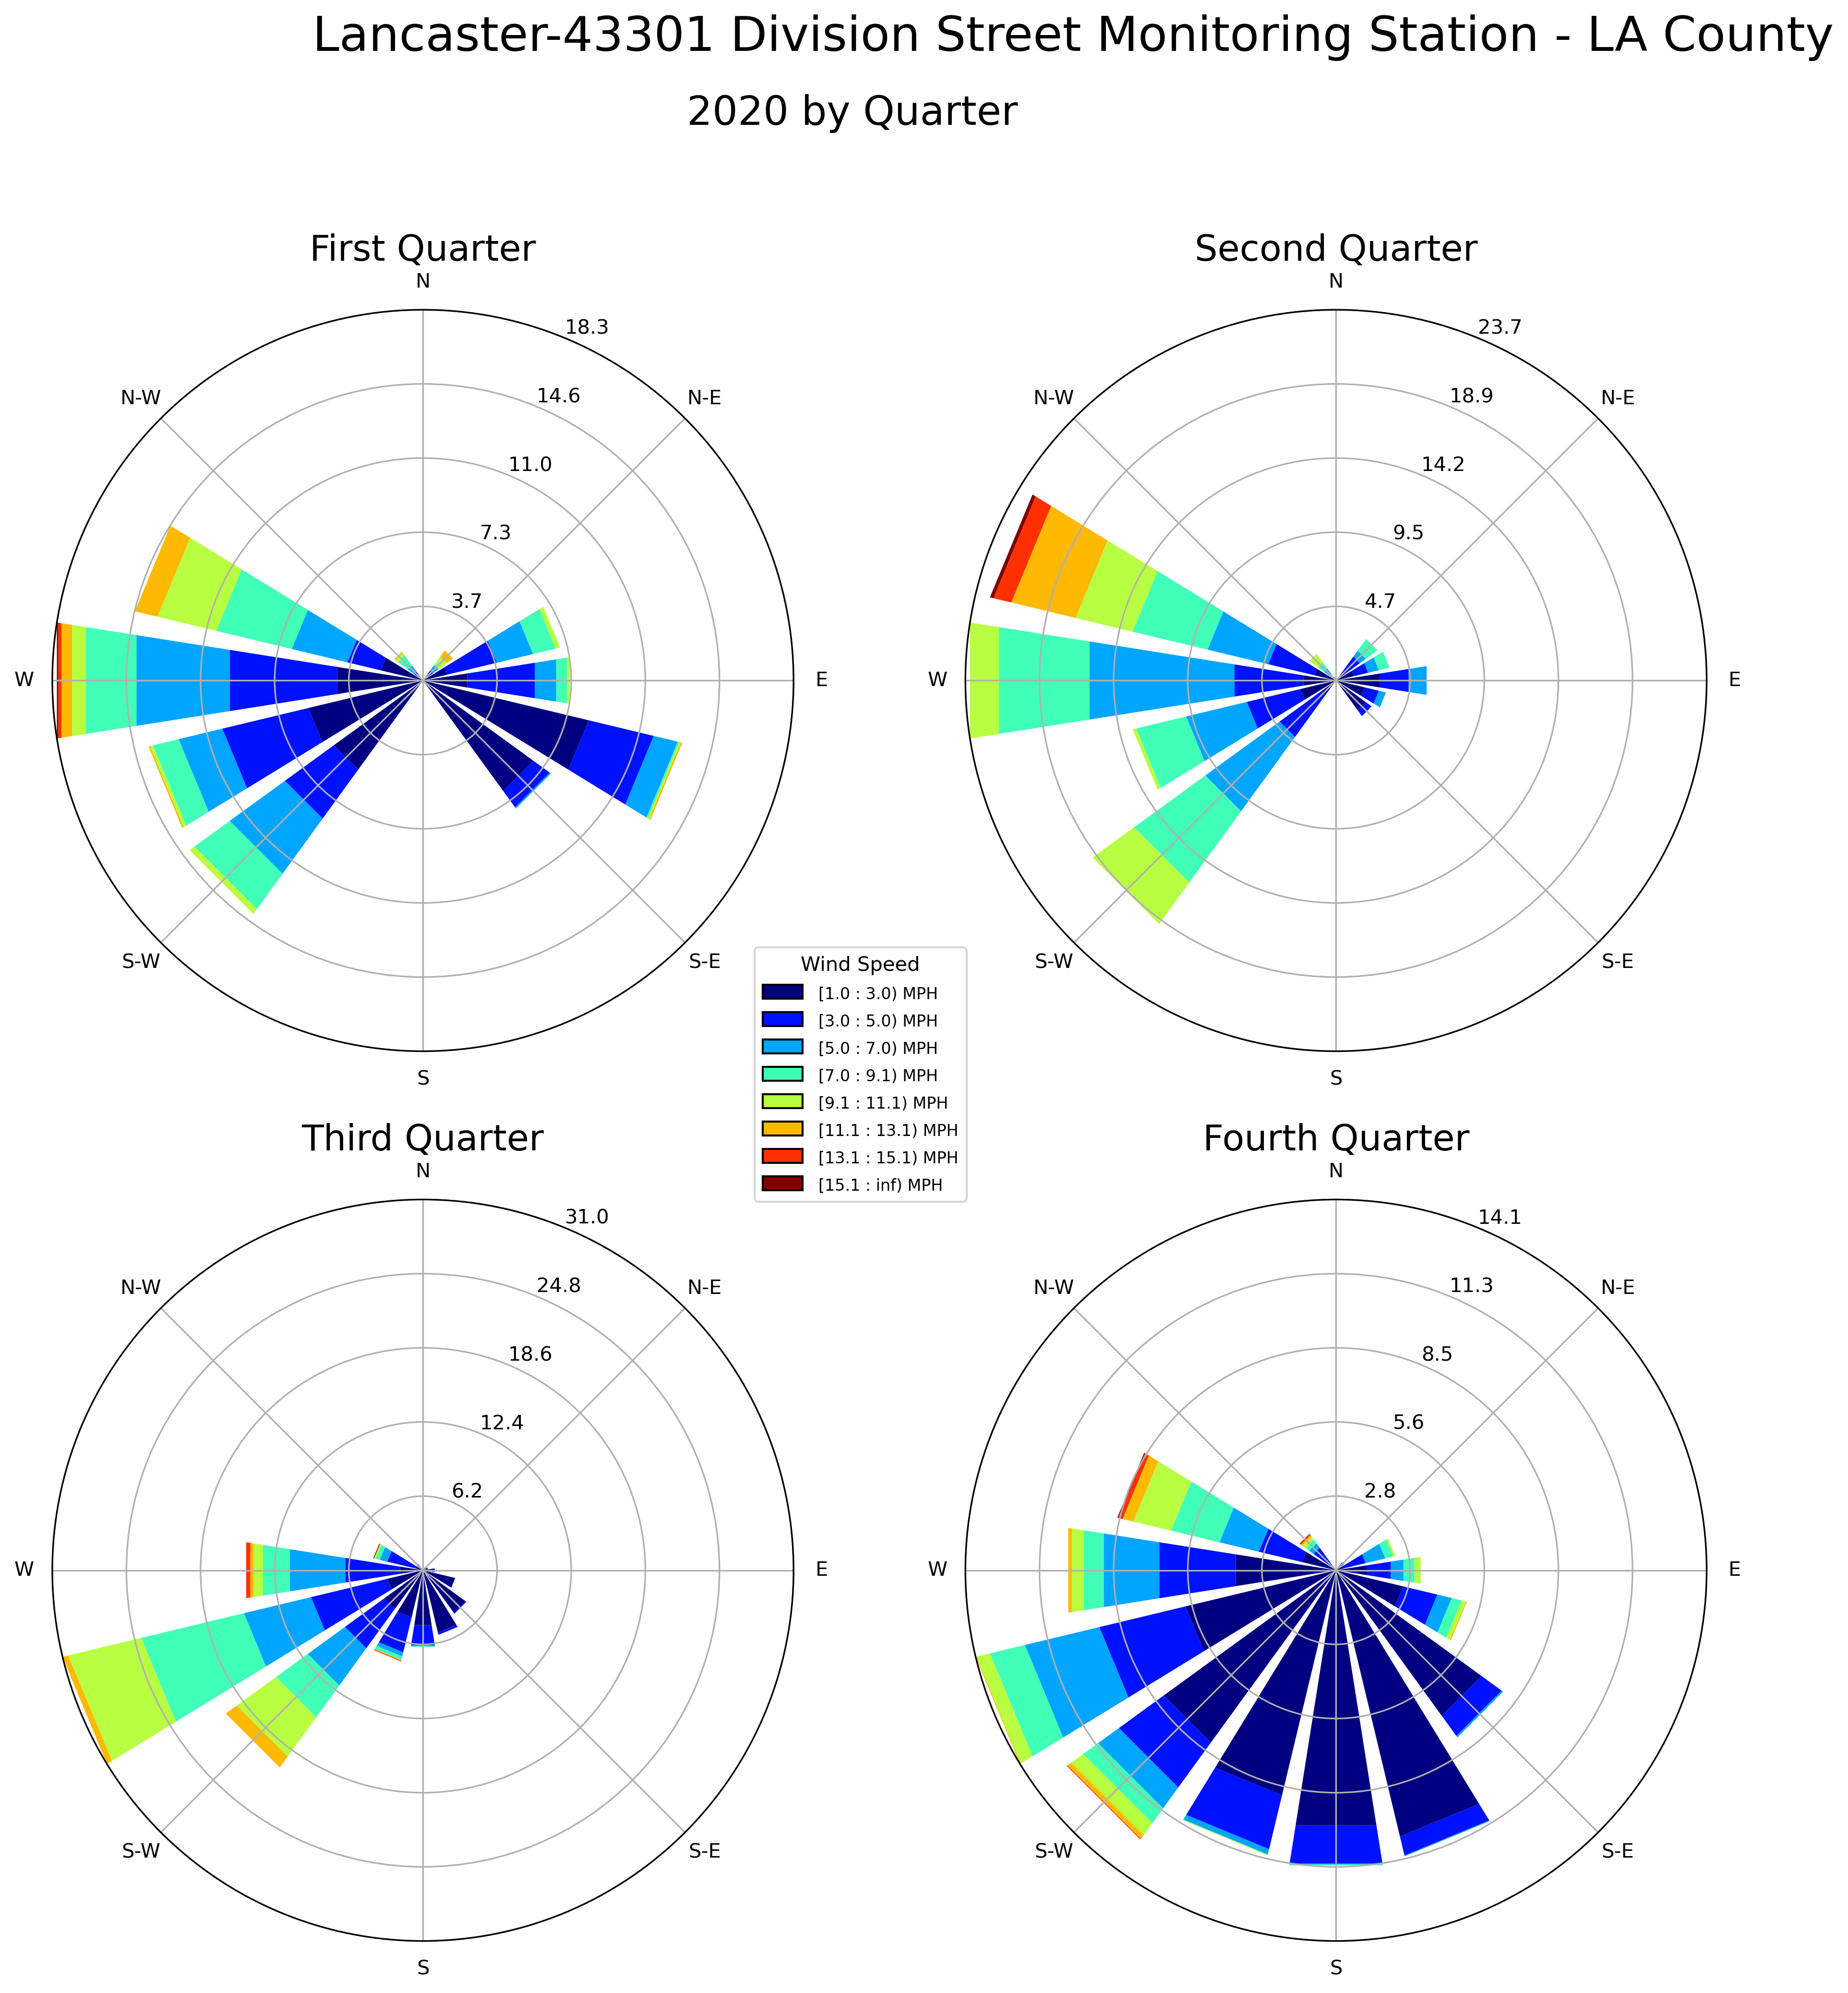 Lancaster-43301 Division Street Monitoring Station - LA County
2020 by Quarter
First Quarter
N
18.3
14.6
11.0
7.3
3.7
N-W
N-E
W
E
S-W
S-E
S
Second Quarter
N
23.7
18.9
14.2
9.5
4.7
N-W
N-E
W
E
S-W
S-E
S
Wind Speed
[1.0 : 3.0) MPH
[3.0 : 5.0) MPH
[5.0 : 7.0) MPH
[7.0 : 9.1) MPH
[9.1 : 11.1) MPH
[11.1 : 13.1) MPH
[13.1 : 15.1) MPH
[15.1 : inf) MPH
Third Quarter
N
31.0
24.8
18.6
12.4
6.2
N-W
N-E
W
E
S-W
S-E
S
Fourth Quarter
N
14.1
11.3
8.5
5.6
2.8
N-W
N-E
W
E
S-W
S-E
S